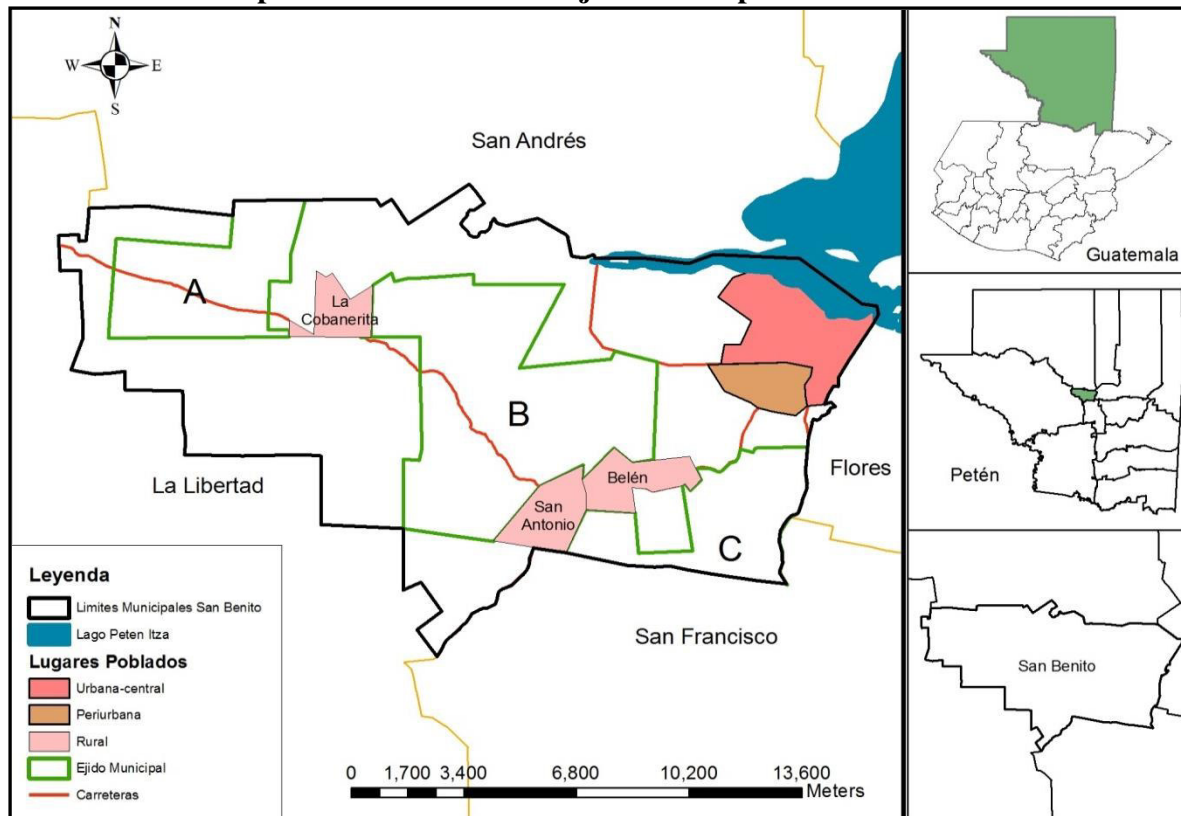 N
W E
S
San Andrés
A
La
Cobanerita
B
La Libertad
Belén
San
Antonio
Flores
C
San Francisco
Leyenda
Limites Municipales San Benito
Lago Peten Itza
Lugares Poblados
Urbana-central
Periurbana
Rural
Ejido Municipal
Carreteras
0 1,700 3,400 6,800 10,200 13,600
Meters
Guatemala
Petén
San Benito